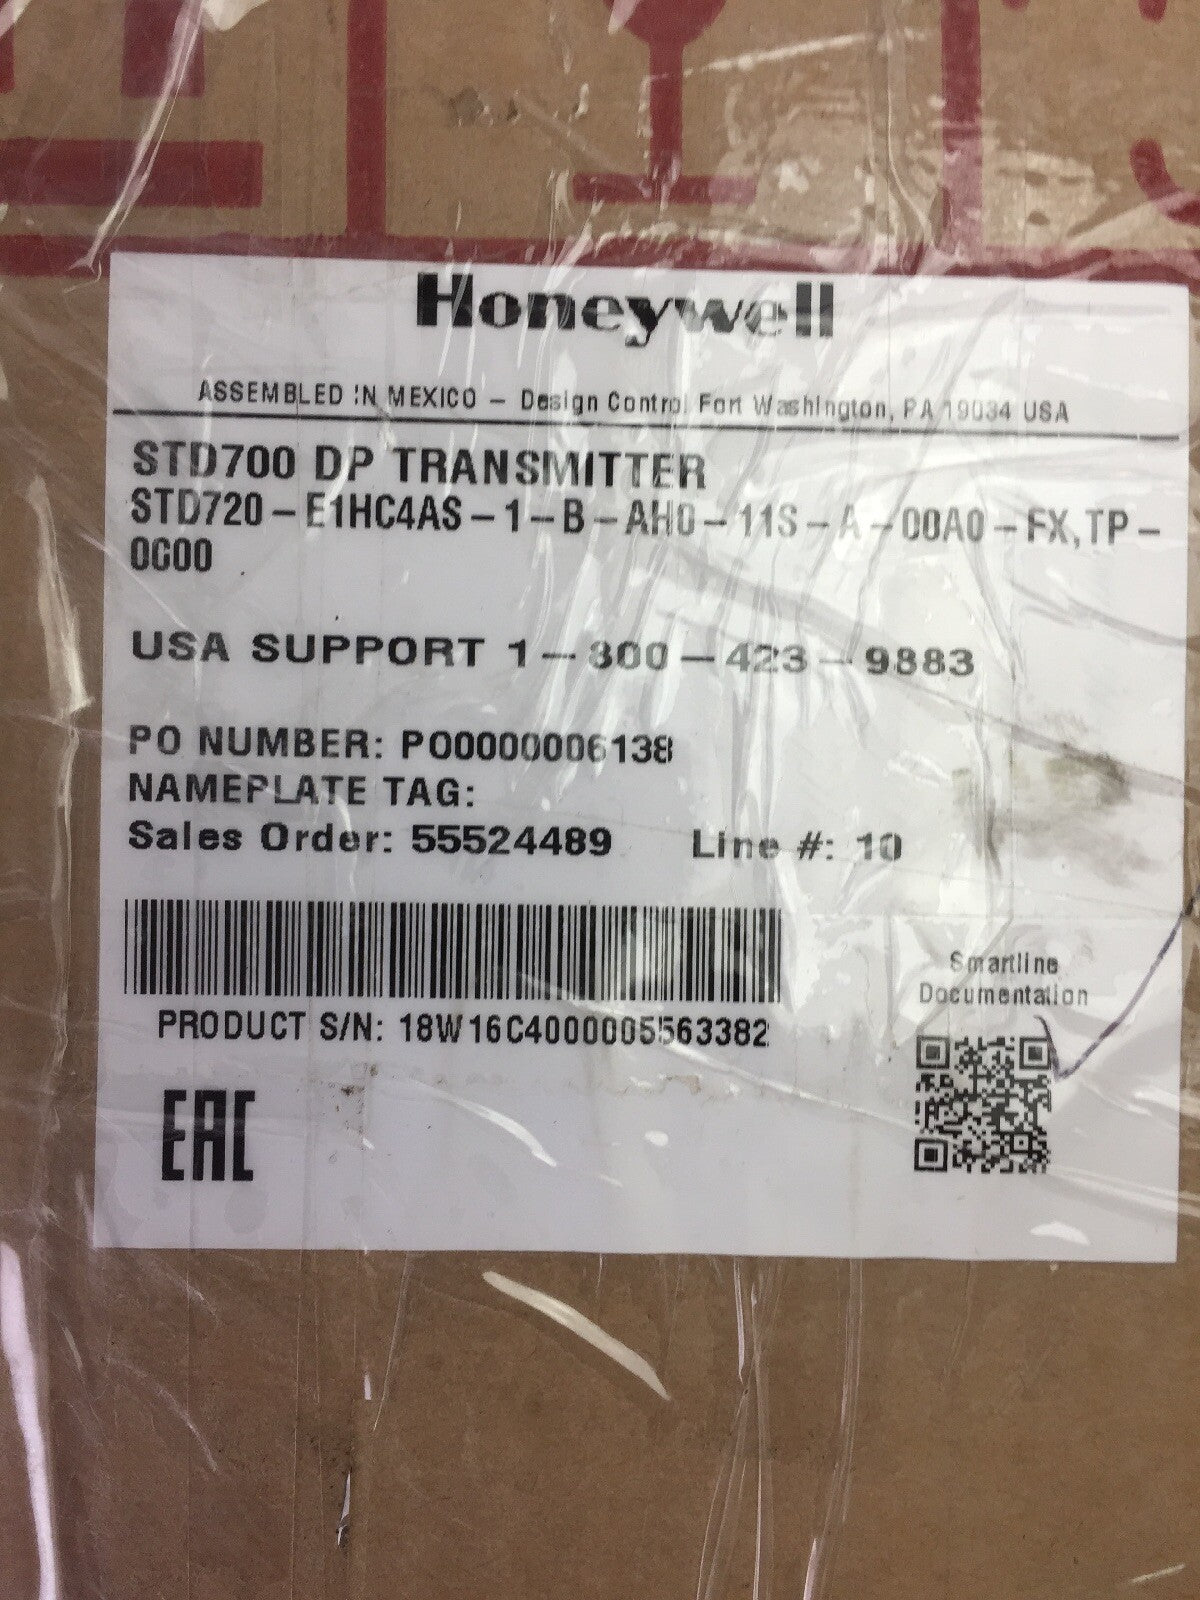 Honeywell
ASSEMBLED IN MEXICO – Design Control Fort Washington, PA 19034 USA
STD700 DP TRANSMITTER
STD720–E1HC4AS–1–B–AH0–11S–A–00A0–FX,TP–
0000
USA SUPPORT 1–800–423–9883
PO NUMBER: PO0000006138
NAMEPLATE TAG:
Sales Order: 55524489 Line #: 10
Smartline
Documentation
PRODUCT S/N: 18W16C4000005563382
EAC